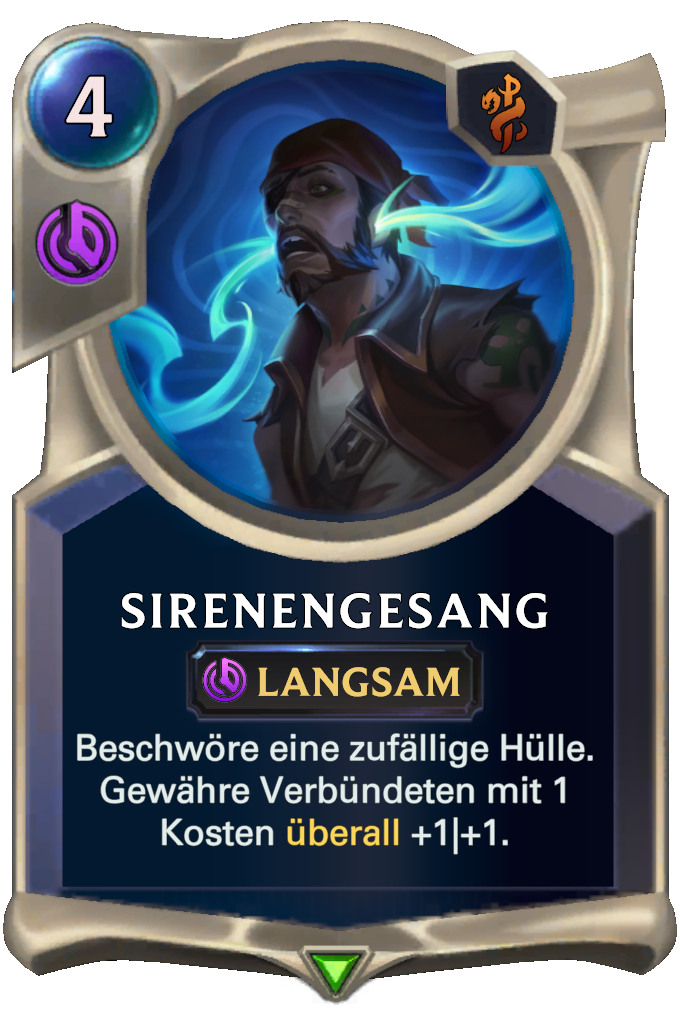 4
SIRENENGESANG
LANGSAM
Beschwöre eine zufällige Hülle.
Gewähre Verbündeten mit 1
Kosten überall +1|+1.